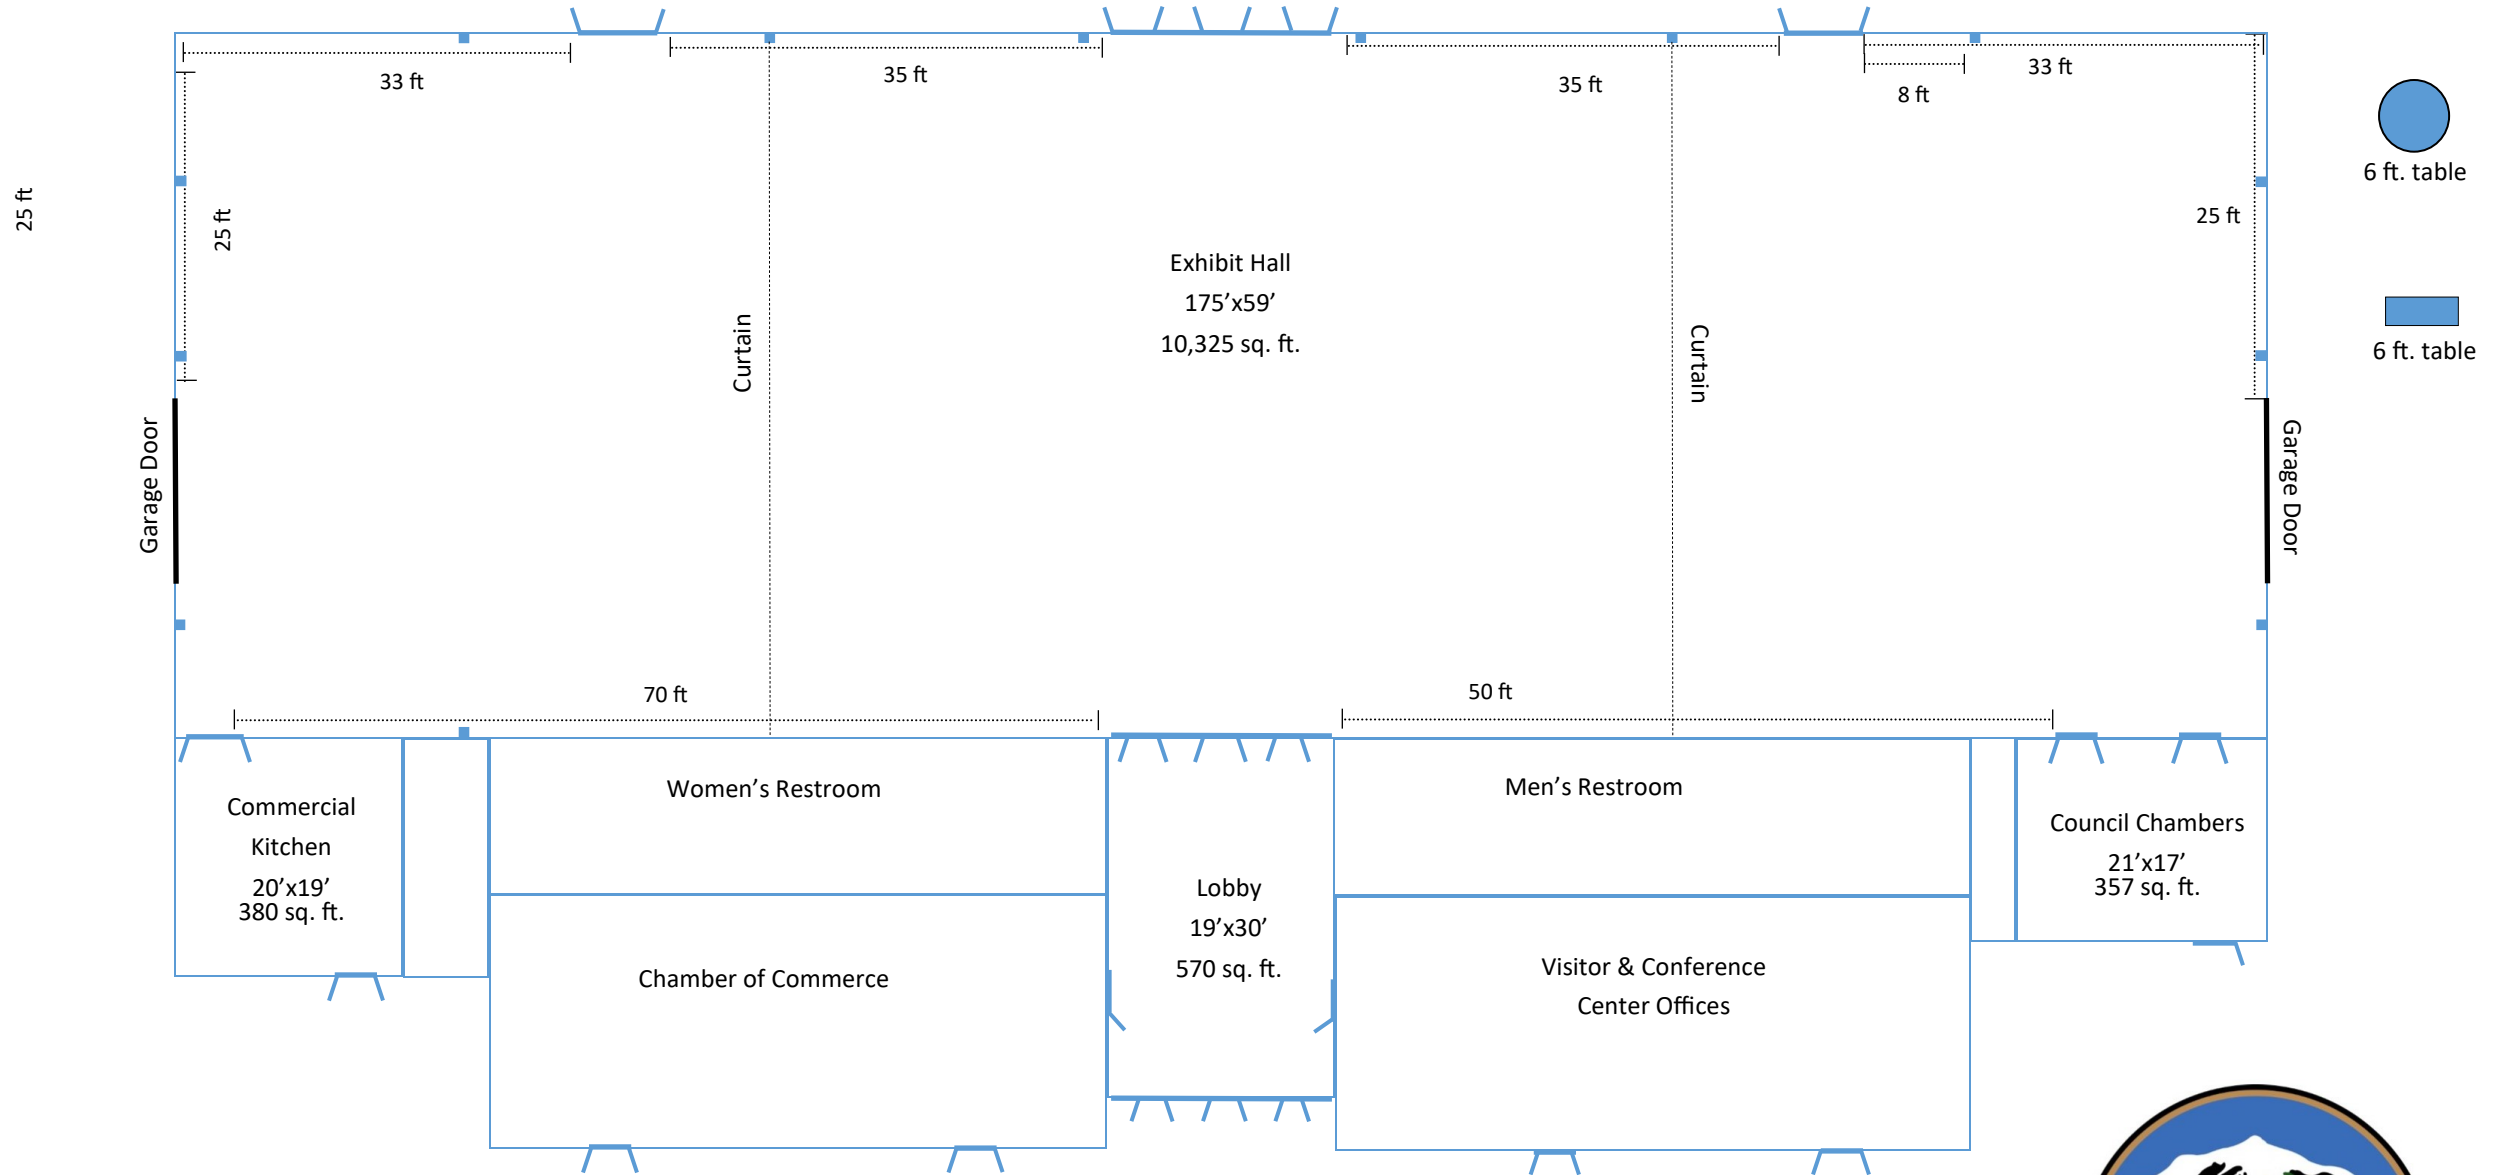 33 ft
35 ft
35 ft
33 ft
8 ft
6 ft. table
25 ft
25 ft
25 ft
Exhibit Hall
175’x59’
10,325 sq. ft.
Curtain
Curtain
6 ft. table
Garage Door
Garage Door
70 ft
50 ft
Women’s Restroom
Men’s Restroom
Commercial
Kitchen
20’x19’
380 sq. ft.
Council Chambers
21’x17’
357 sq. ft.
Lobby
19’x30’
570 sq. ft.
Chamber of Commerce
Visitor & Conference
Center Offices